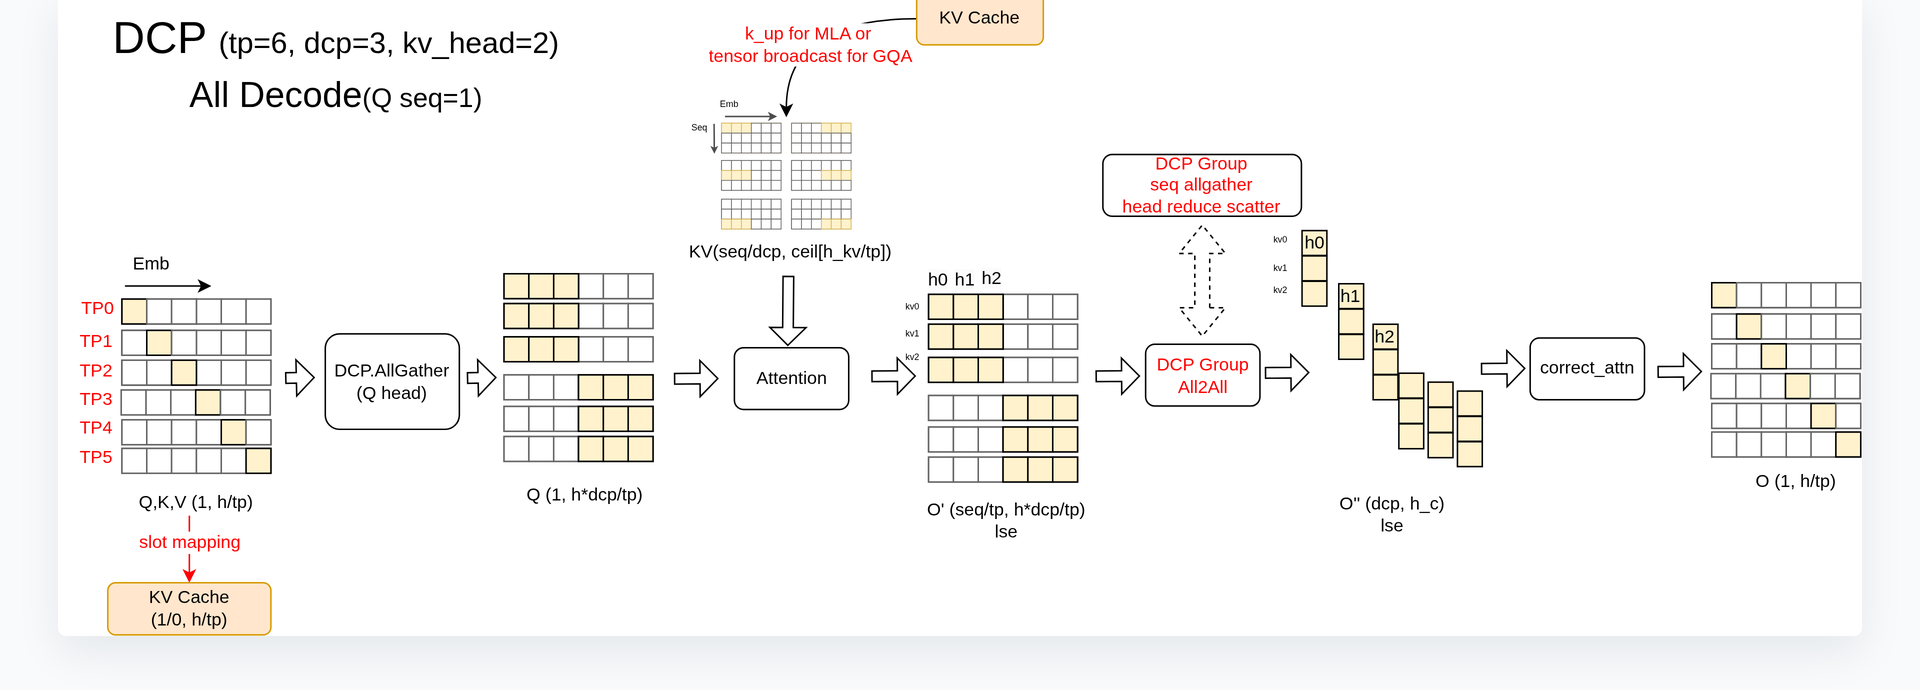 DCP (tp=6, dcp=3, kv_head=2)
All Decode(Q seq=1)
KV Cache
k_up for MLA or
tensor broadcast for GQA
Emb
Seq
KV(seq/dcp, ceil[h_kv/tp])
Emb
TP0
TP1
TP2
TP3
TP4
TP5
Q,K,V (1, h/tp)
slot mapping
KV Cache
(1/0, h/tp)
DCP.AllGather
(Q head)
Q (1, h*dcp/tp)
Attention
h0 h1 h2
kv0
kv1
kv2
O' (seq/tp, h*dcp/tp)
lse
DCP Group
seq allgather
head reduce scatter
DCP Group
All2All
kv0
kv1
kv2
h0
h1
h2
O'' (dcp, h_c)
lse
correct_attn
O (1, h/tp)